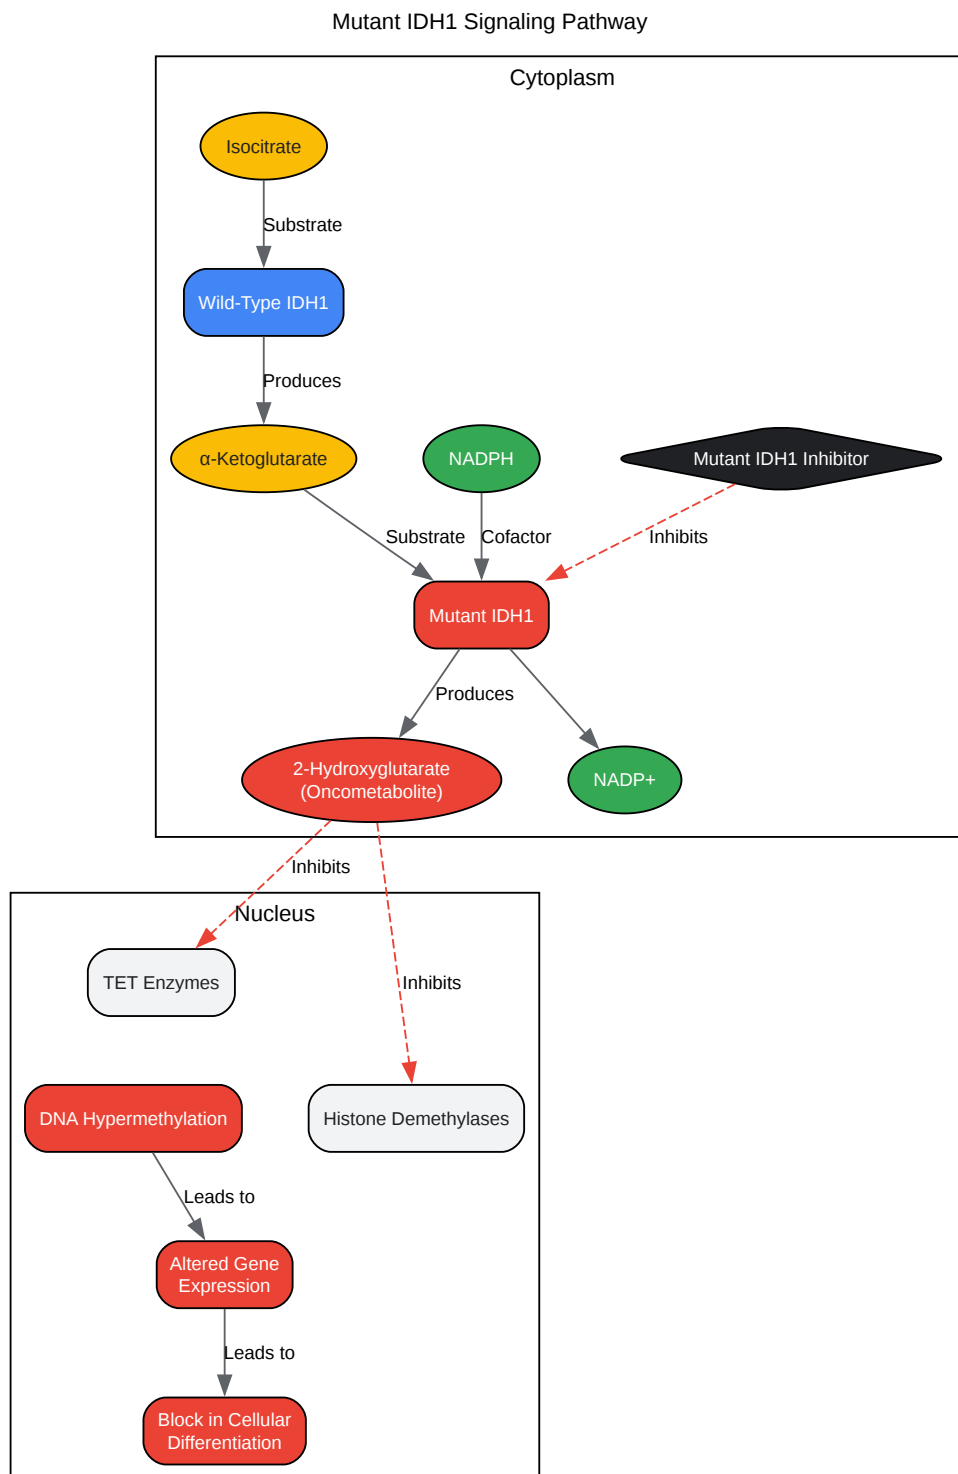 Mutant IDH1 Signaling Pathway
Cytoplasm
Isocitrate
Substrate
Wild-Type IDH1
Produces
α-Ketoglutarate
NADPH
Mutant IDH1 Inhibitor
Substrate
Cofactor
Inhibits
Mutant IDH1
Produces
2-Hydroxyglutarate
(Oncometabolite)
NADP+
Inhibits
Nucleus
TET Enzymes
Inhibits
DNA Hypermethylation
Histone Demethylases
Leads to
Altered Gene
Expression
Leads to
Block in Cellular
Differentiation